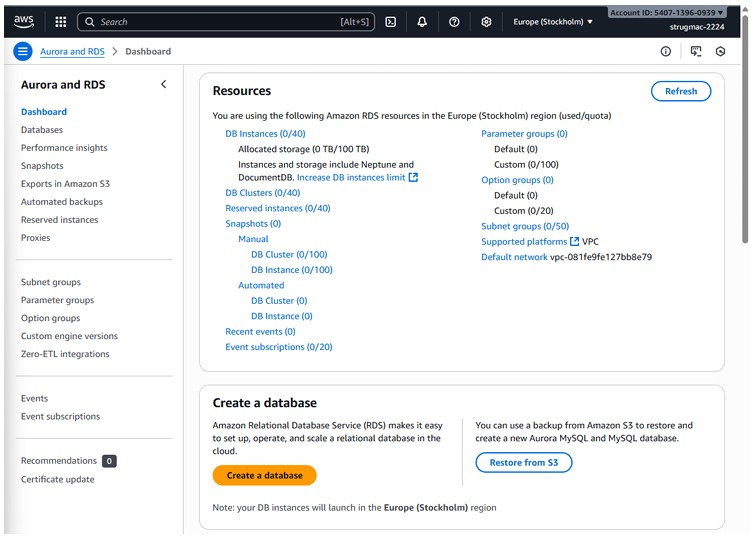 aws
Search [Alt+S]
Europe (Stockholm) ▼
Account ID: 5407-1396-0939 ▼
strugmac-2224
Aurora and RDS > Dashboard
Aurora and RDS
Dashboard
Databases
Performance insights
Snapshots
Exports in Amazon S3
Automated backups
Reserved instances
Proxies
Subnet groups
Parameter groups
Option groups
Custom engine versions
Zero-ETL integrations
Events
Event subscriptions
Recommendations 0
Certificate update
Resources
Refresh
You are using the following Amazon RDS resources in the Europe (Stockholm) region (used/quota)
DB Instances (0/40)
Allocated storage (0 TB/100 TB)
Instances and storage include Neptune and
DocumentDB. Increase DB instances limit
DB Clusters (0/40)
Reserved instances (0/40)
Snapshots (0)
Manual
DB Cluster (0/100)
DB Instance (0/100)
Automated
DB Cluster (0)
DB Instance (0)
Recent events (0)
Event subscriptions (0/20)
Parameter groups (0)
Default (0)
Custom (0/100)
Option groups (0)
Default (0)
Custom (0/20)
Subnet groups (0/50)
Supported platforms VPC
Default network vpc-081fe9fe127bb8e79
Create a database
Amazon Relational Database Service (RDS) makes it easy
to set up, operate, and scale a relational database in the
cloud.
Create a database
You can use a backup from Amazon S3 to restore and
create a new Aurora MySQL and MySQL database.
Restore from S3
Note: your DB instances will launch in the Europe (Stockholm) region